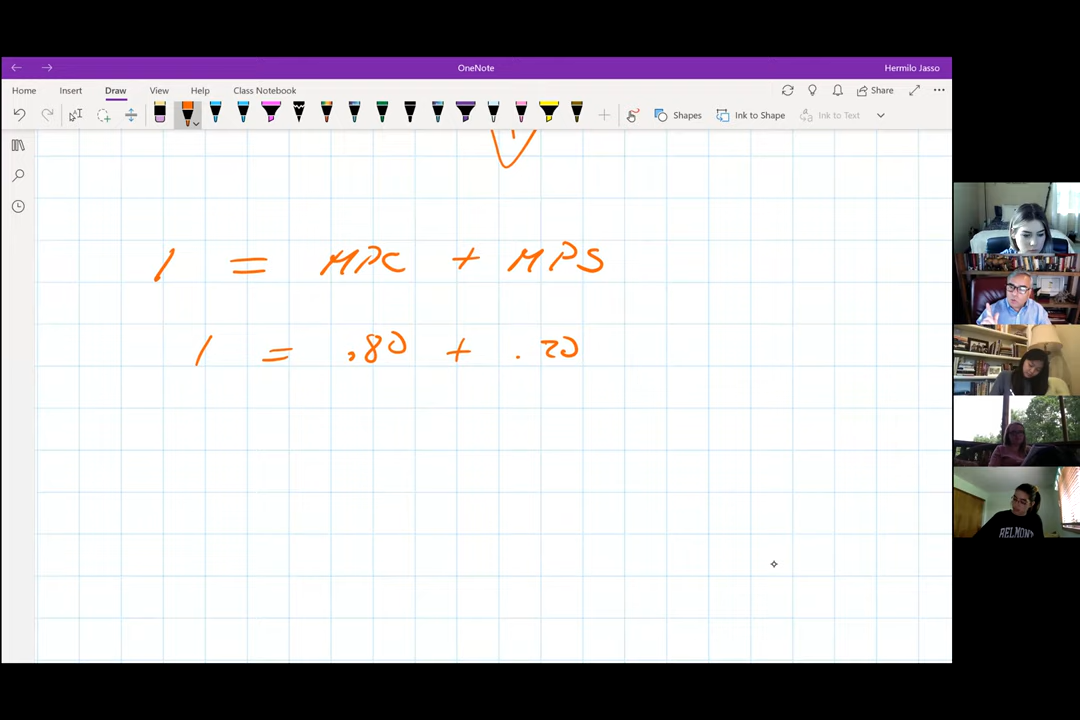 OneNote
Hermilo Jasso
Home Insert Draw View Help Class Notebook
Share
Shapes Ink to Shape Ink to Text
1 = MPC + MPS
1 = .80 + .20
BELMONT